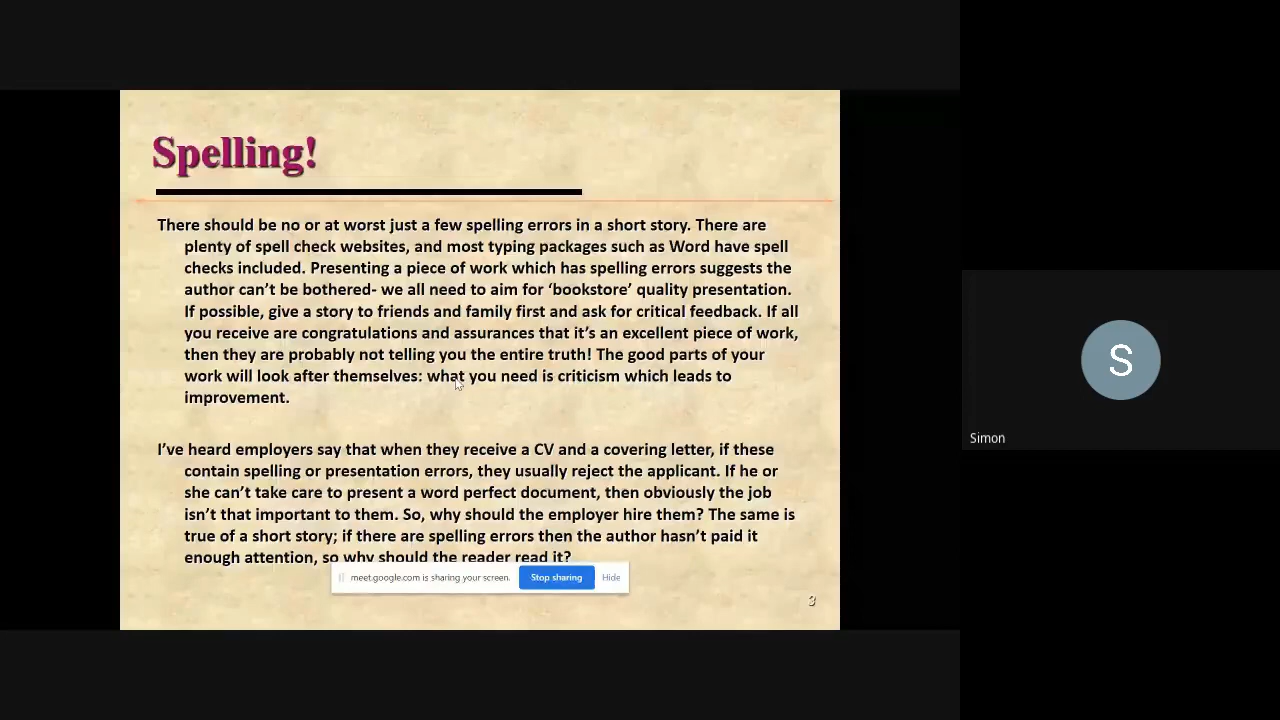 Spelling!
There should be no or at worst just a few spelling errors in a short story. There are
plenty of spell check websites, and most typing packages such as Word have spell
checks included. Presenting a piece of work which has spelling errors suggests the
author can’t be bothered- we all need to aim for ‘bookstore’ quality presentation.
If possible, give a story to friends and family first and ask for critical feedback. If all
you receive are congratulations and assurances that it’s an excellent piece of work,
then they are probably not telling you the entire truth! The good parts of your
work will look after themselves: what you need is criticism which leads to
improvement.
I’ve heard employers say that when they receive a CV and a covering letter, if these
contain spelling or presentation errors, they usually reject the applicant. If he or
she can’t take care to present a word perfect document, then obviously the job
isn’t that important to them. So, why should the employer hire them? The same is
true of a short story; if there are spelling errors then the author hasn’t paid it
enough attention, so why should the reader read it?
meet.google.com is sharing your screen. Stop sharing Hide
3
S
Simon